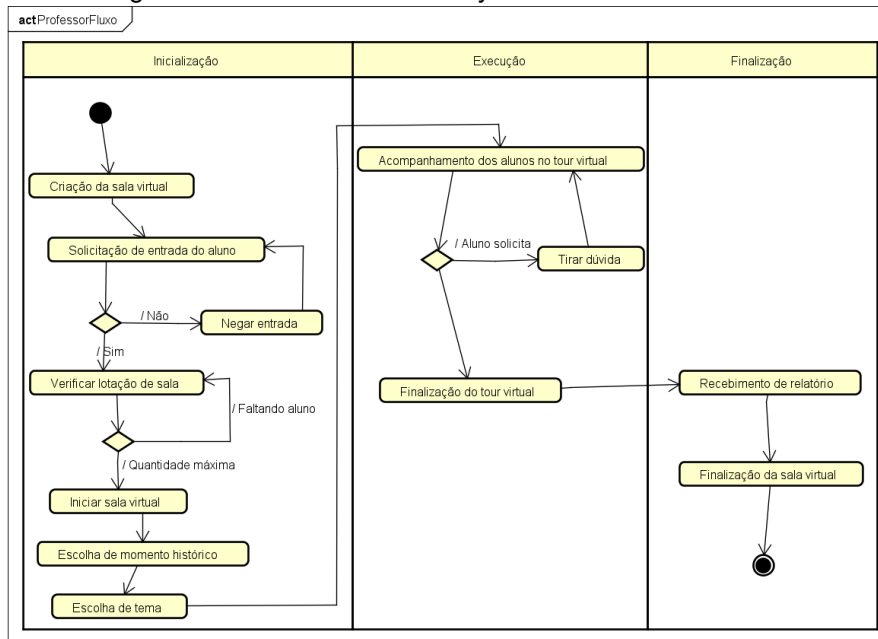 act ProfessorFluxo
Inicialização
Execução
Finalização
Criação da sala virtual
Solicitação de entrada do aluno
/ Não
Negar entrada
/ Sim
Verificar lotação de sala
/ Faltando aluno
/ Quantidade máxima
Iniciar sala virtual
Escolha de momento histórico
Escolha de tema
Acompanhamento dos alunos no tour virtual
/ Aluno solicita
Tirar dúvida
Finalização do tour virtual
Recebimento de relatório
Finalização da sala virtual